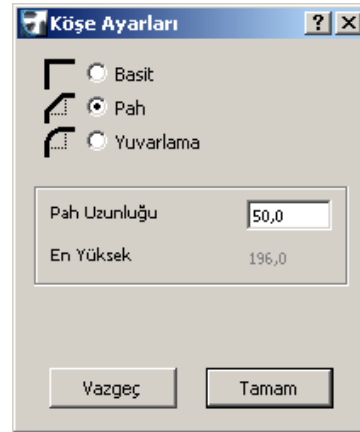 Köşe Ayarları
Basit
Pah
Yuvarlama
Pah Uzunluğu 50,0
En Yüksek 196,0
Vazgeç Tamam